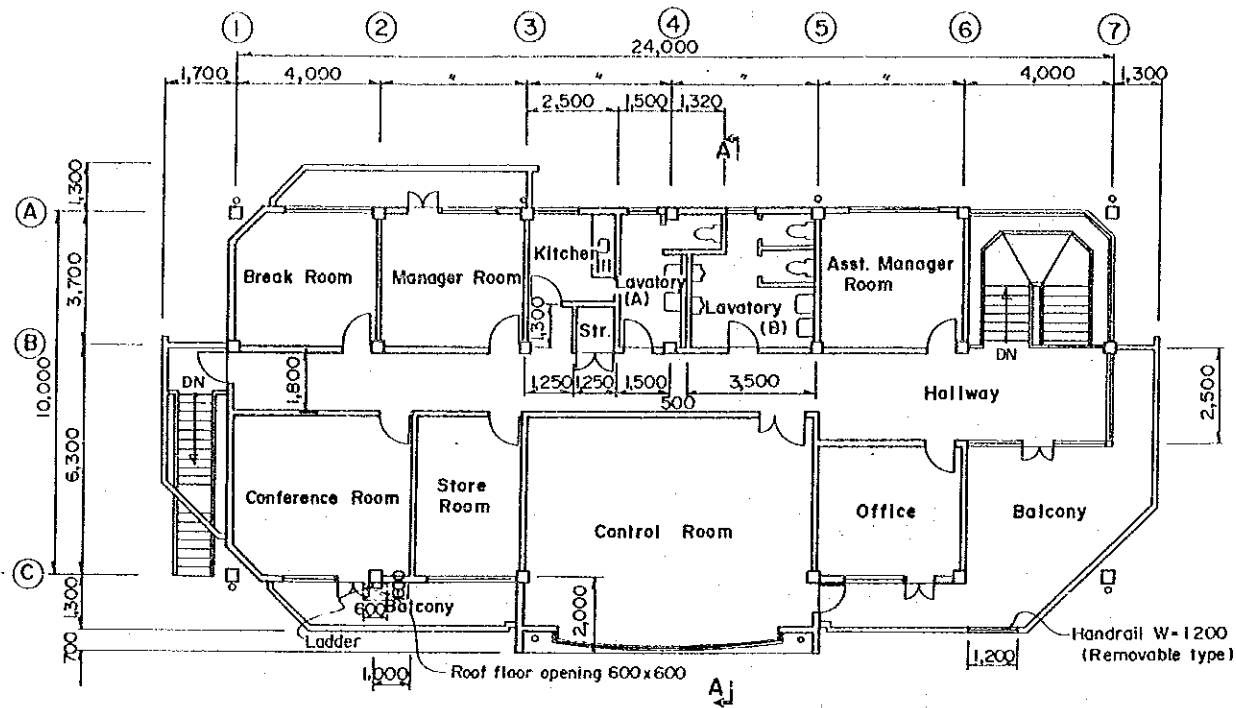 1 2 3 4 5 6 7
24,000
1,700 4,000 〃 〃 〃 〃 4,000 1,300
2,500 1,500 1,320
A
1,300
A
3,700
Kitchen
Break Room Manager Room
Asst. Manager
Room
Lavatory
(A)
Lavatory
(B)
1,300
Str.
B
DN
DN
10,000
1,800
1,250 1,250 1,500 3,500
500
Hallway
2,500
6,300
Conference Room
Store
Room
Control Room
Office
Balcony
C
1,300
600
Balcony
2,000
Ladder
700
Handrail W=1200
(Removable type)
1,200
1,000
Roof floor opening 600x600
A